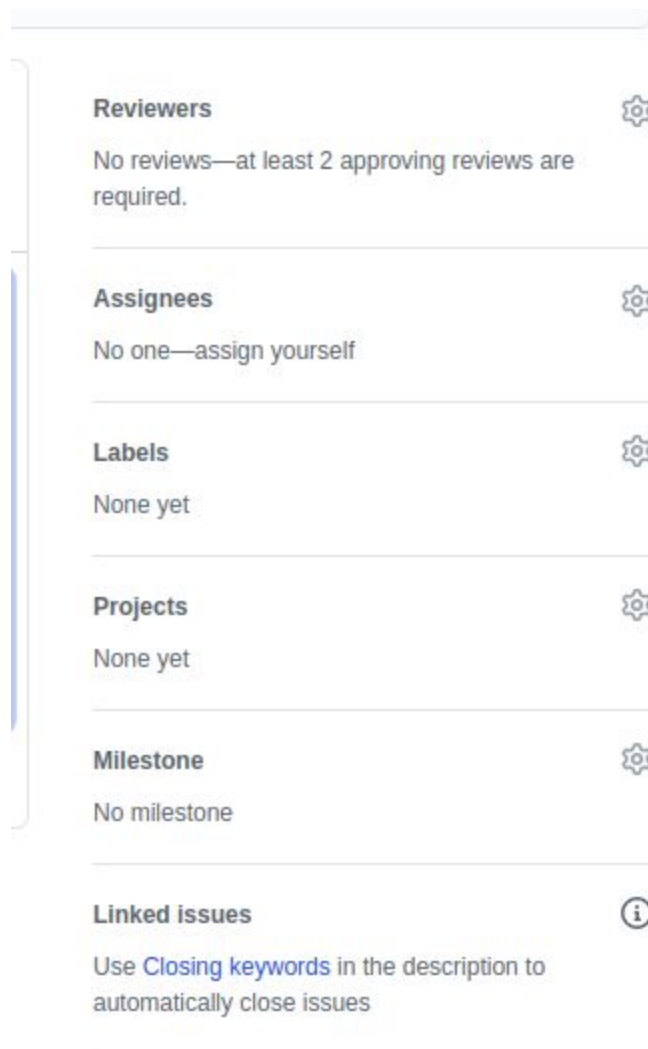 Reviewers
No reviews—at least 2 approving reviews are
required.
Assignees
No one—assign yourself
Labels
None yet
Projects
None yet
Milestone
No milestone
Linked issues
Use Closing keywords in the description to
automatically close issues